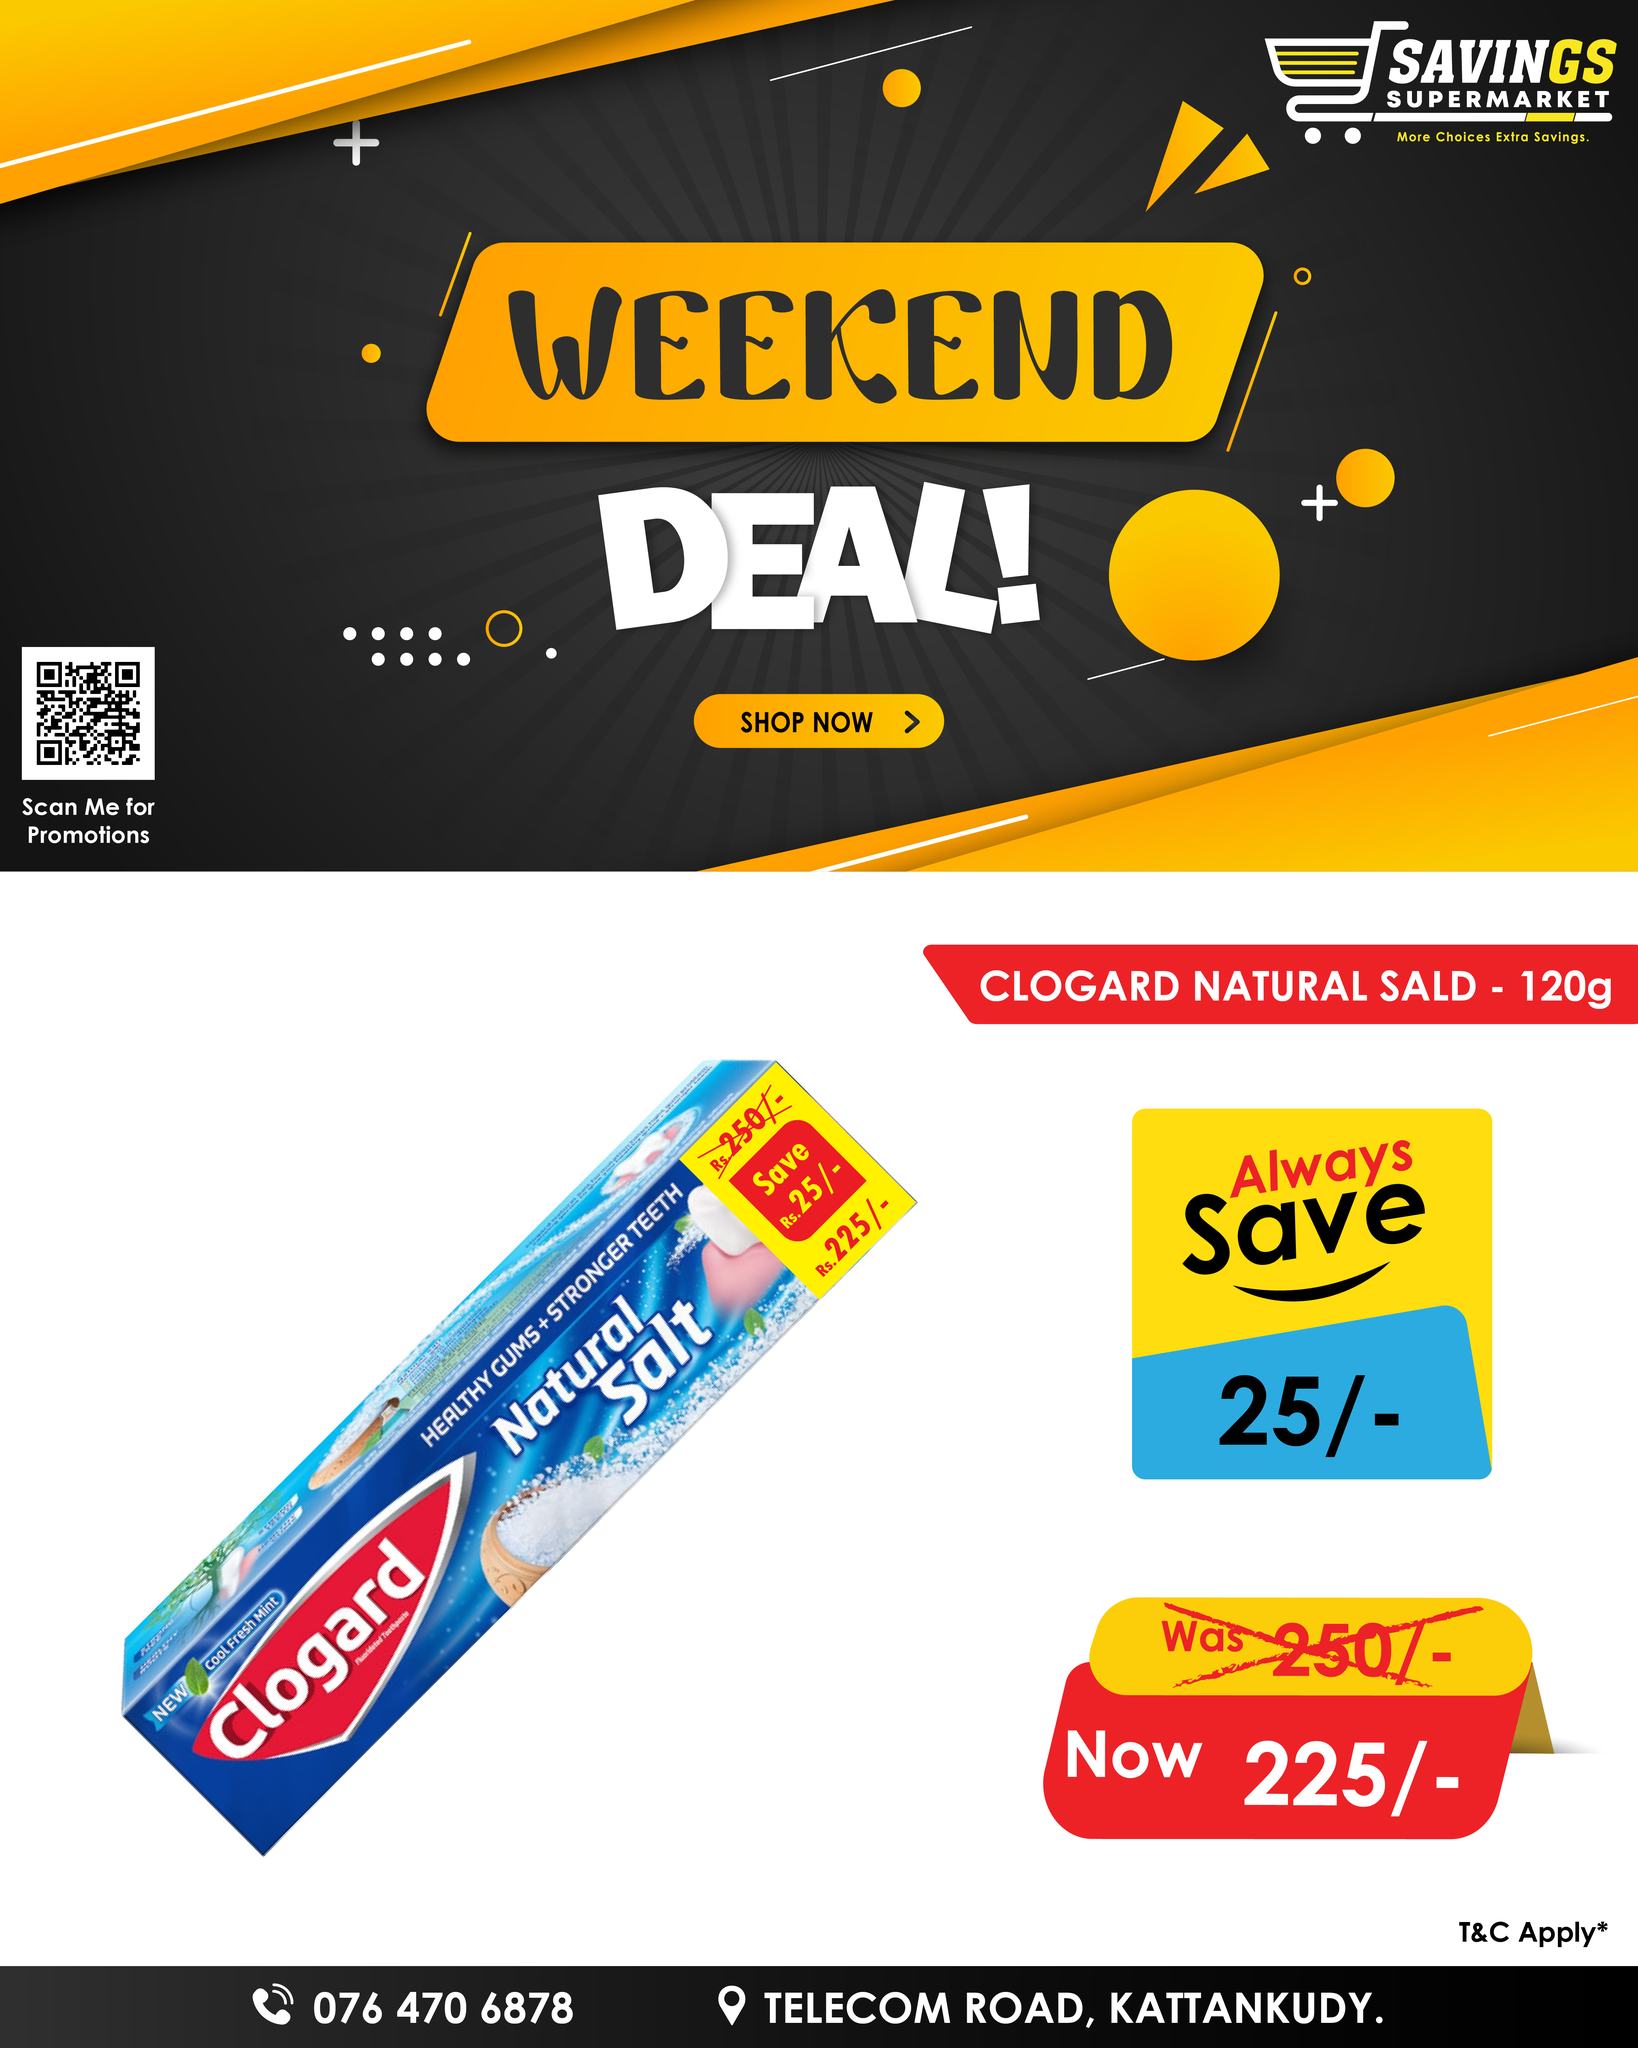 SAVINGS
SUPERMARKET
More Choices Extra Savings.
WEEKEND
DEAL!
SHOP NOW
Scan Me for
Promotions
CLOGARD NATURAL SALD - 120g
Rs. 250/-
Save
Rs. 25/-
Rs. 225/-
HEALTHY GUMS + STRONGER TEETH
Natural
Salt
NEW
Cool Fresh Mint
Clogard
Fluoridated Toothpaste
Always
Save
25/-
Was 250/-
Now 225/-
T&C Apply*
076 470 6878
TELECOM ROAD, KATTANKUDY.